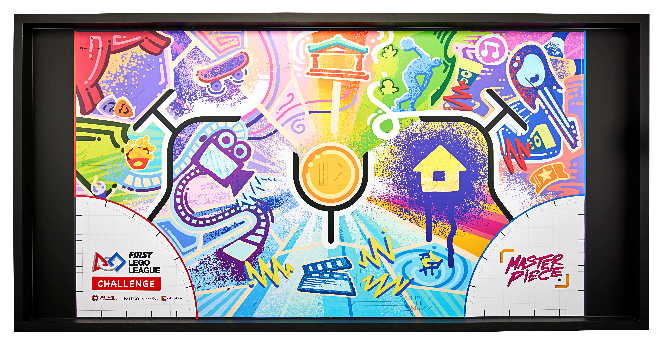 FIRST
LEGO
LEAGUE
CHALLENGE
MASTER
PIECE